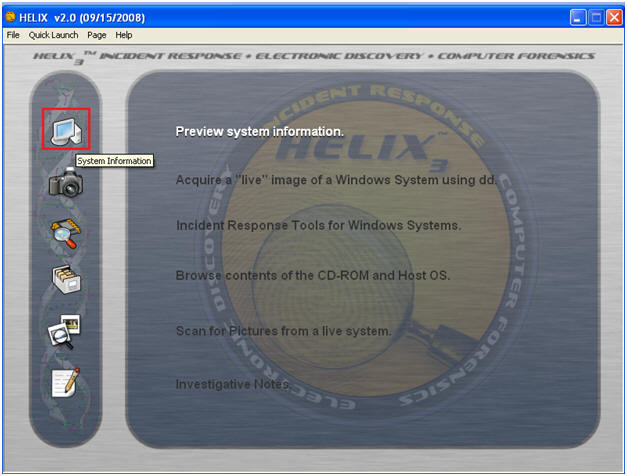 HELIX v2.0 (09/15/2008)
File Quick Launch Page Help
HELIX3™ INCIDENT RESPONSE • ELECTRONIC DISCOVERY • COMPUTER FORENSICS
INCIDENT RESPONSE
Preview system information.
HELIX3™
System Information
Acquire a "live" image of a Windows System using dd.
Incident Response Tools for Windows Systems.
Browse contents of the CD-ROM and Host OS.
Scan for Pictures from a live system.
Investigative Notes.
ELECTRONIC DISCOVERY
COMPUTER FORENSICS